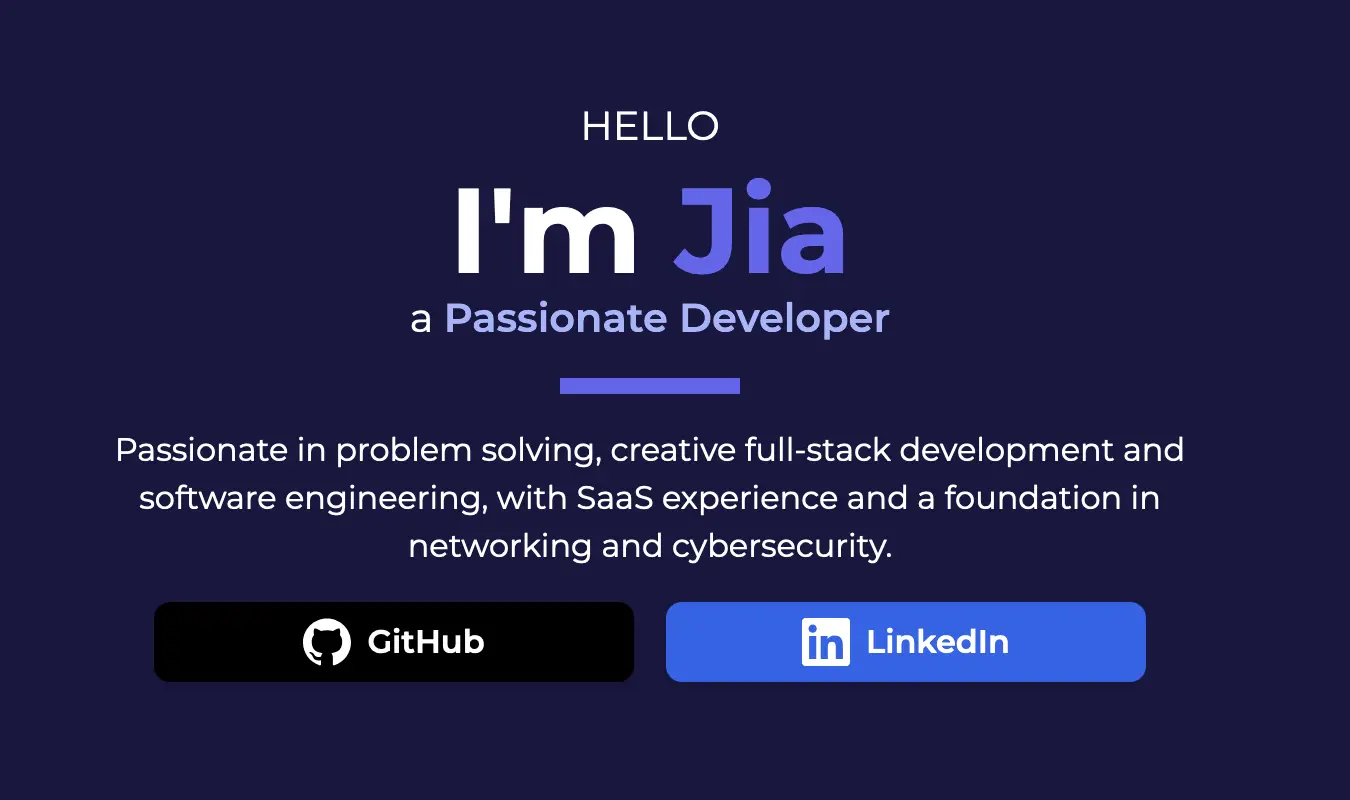 HELLO
I'm Jia
a Passionate Developer
Passionate in problem solving, creative full-stack development and
software engineering, with SaaS experience and a foundation in
networking and cybersecurity.
GitHub
LinkedIn